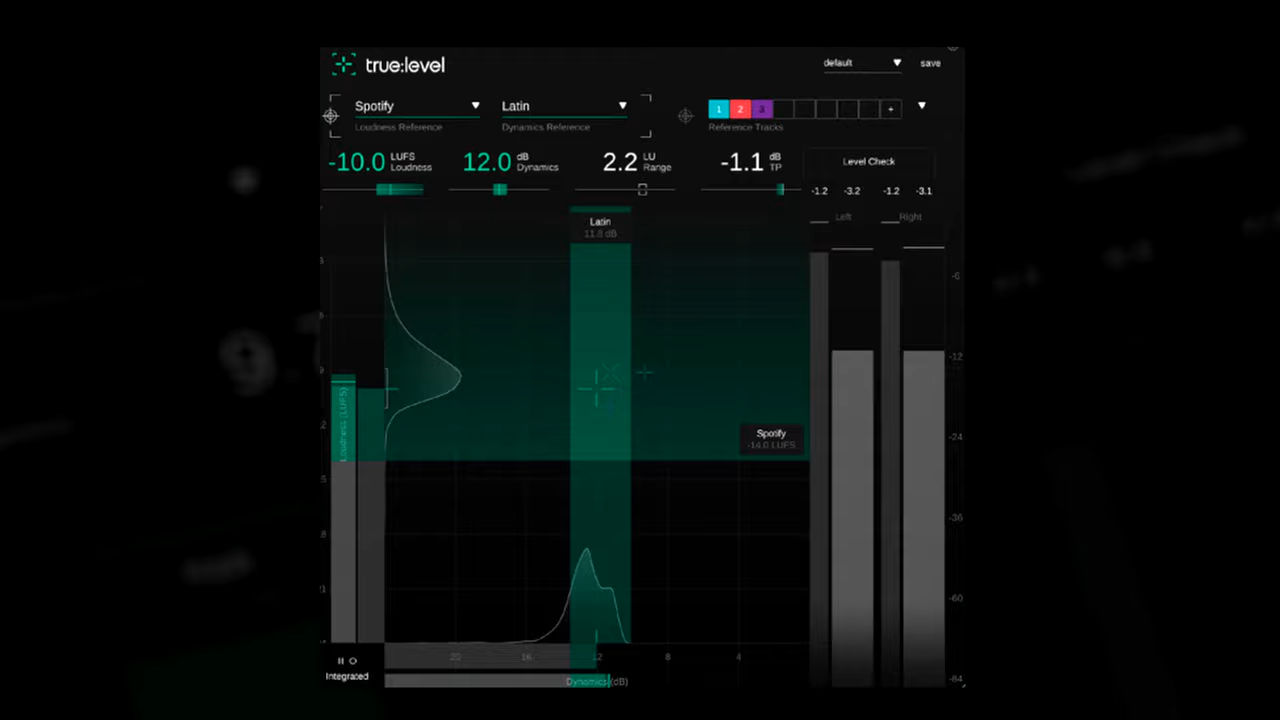 true:level
default
save
Spotify
Latin
1 2 3 +
Loudness Reference
Dynamics Reference
Reference Tracks
-10.0 LUFS Loudness
12.0 dB Dynamics
2.2 LU Range
-1.1 dB TP
Level Check
-1.2 -3.2 -1.2 -3.1
Left Right
Latin
11.8 dB
-6
-12
Loudness (LUFS)
Spotify
-14.0 LUFS
-24
-36
-60
20 16 12 8 4
Integrated
Dynamics (dB)
-84